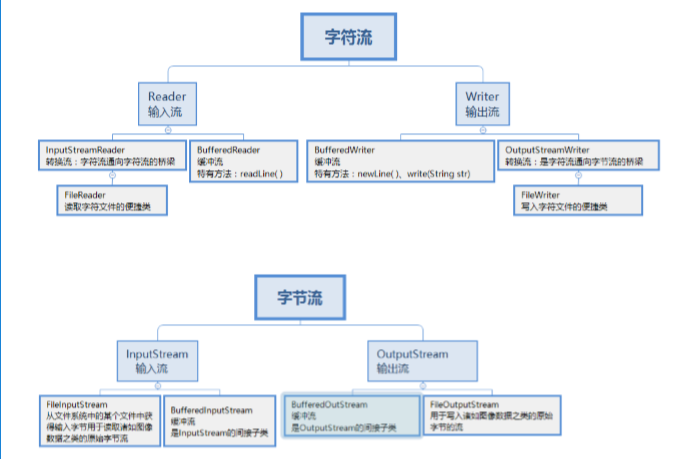 字符流
Reader
输入流
Writer
输出流
InputStreamReader
转换流：字符流通向字符流的桥梁
BufferedReader
缓冲流
特有方法：readLine( )
BufferedWriter
缓冲流
特有方法：newLine( )、write(String str)
OutputStreamWriter
转换流：是字符流通向字节流的桥梁
FileReader
读取字符文件的便捷类
FileWriter
写入字符文件的便捷类
字节流
InputStream
输入流
OutputStream
输出流
FileInputStream
从文件系统中的某个文件中获
得输入字节用于读取诸如图像
数据之类的原始字节流
BufferedInputStream
缓冲流
是InputStream的间接子类
BufferedOutStream
缓冲流
是OutputStream的间接子类
FileOutputStream
用于写入诸如图像数据之类的原始
字节的流